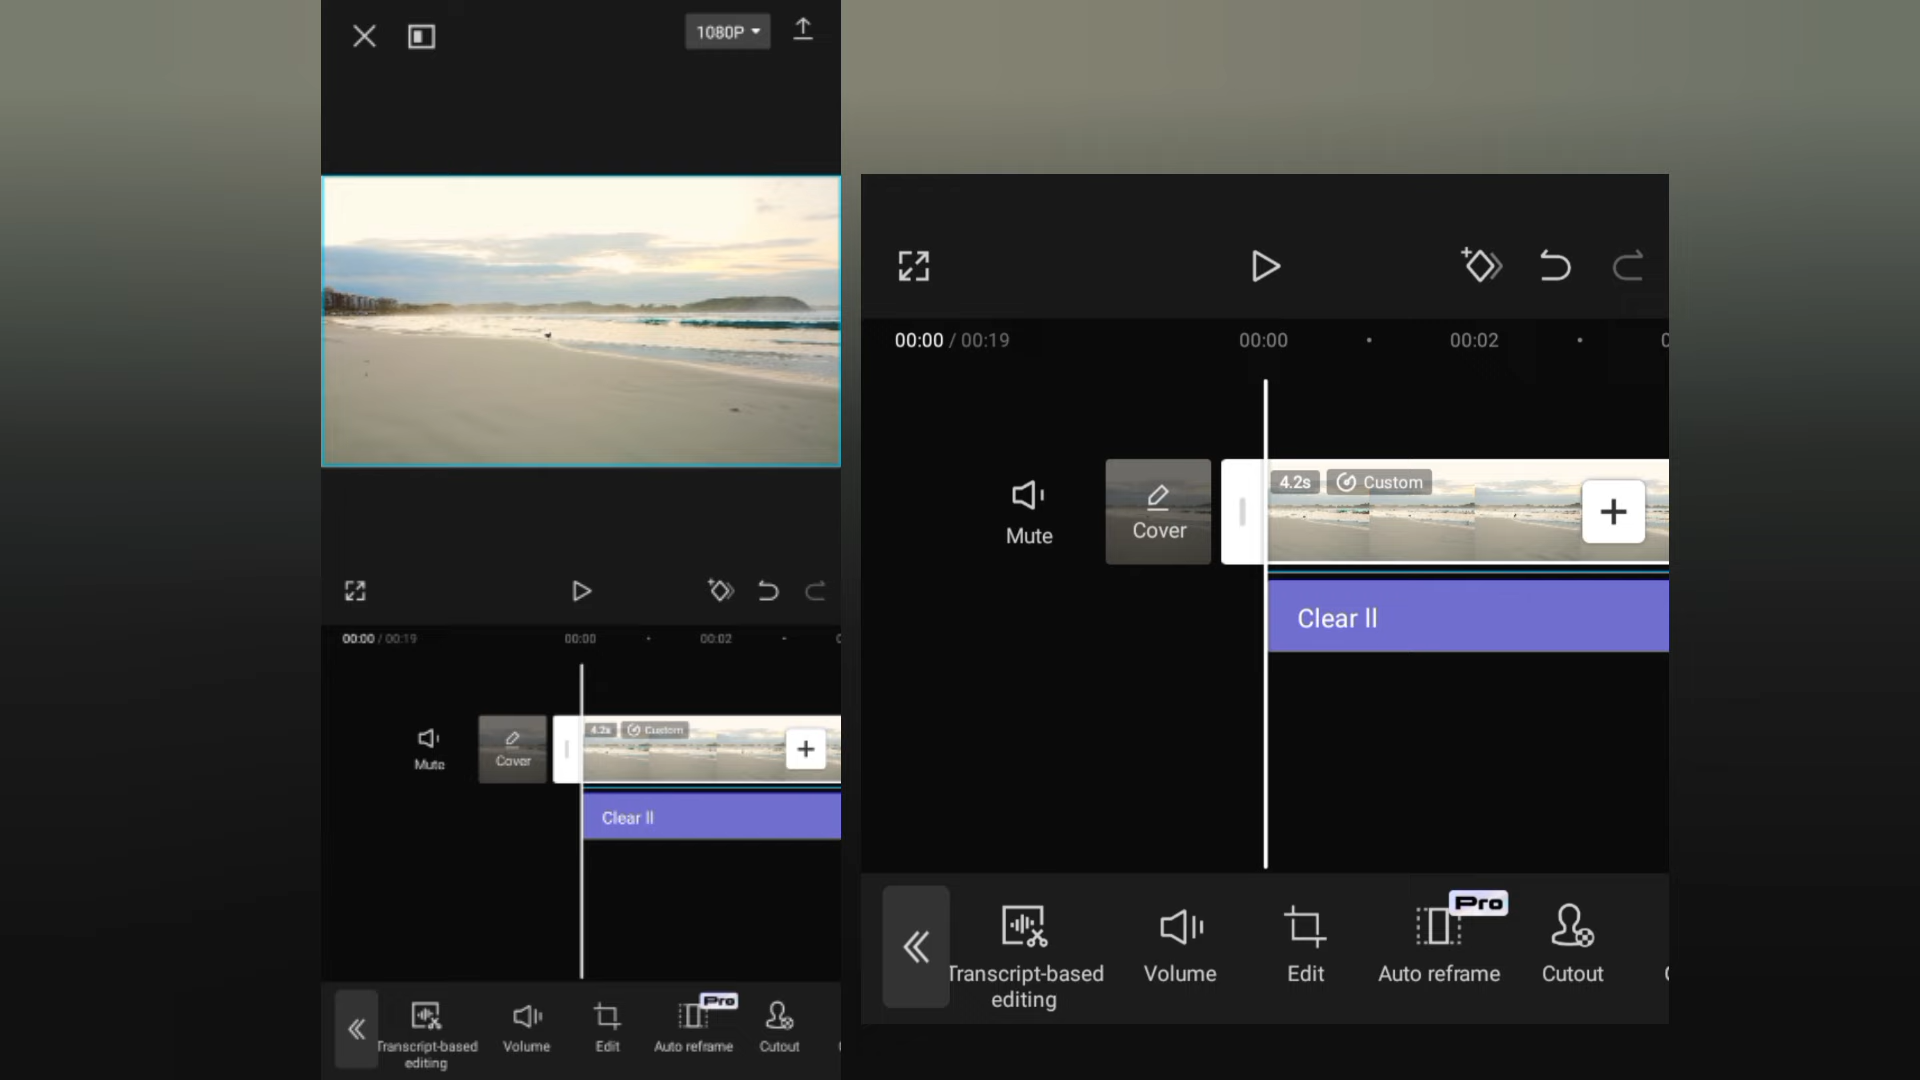 1080P
00:00 / 00:19
00:00
00:02
4.2s
Custom
Mute
Cover
Clear ll
Pro
Transcript-based
editing
Volume
Edit
Auto reframe
Cutout
00:00 / 00:19
00:00
00:02
4.2s
Custom
Mute
Cover
Clear ll
Pro
Transcript-based
editing
Volume
Edit
Auto reframe
Cutout